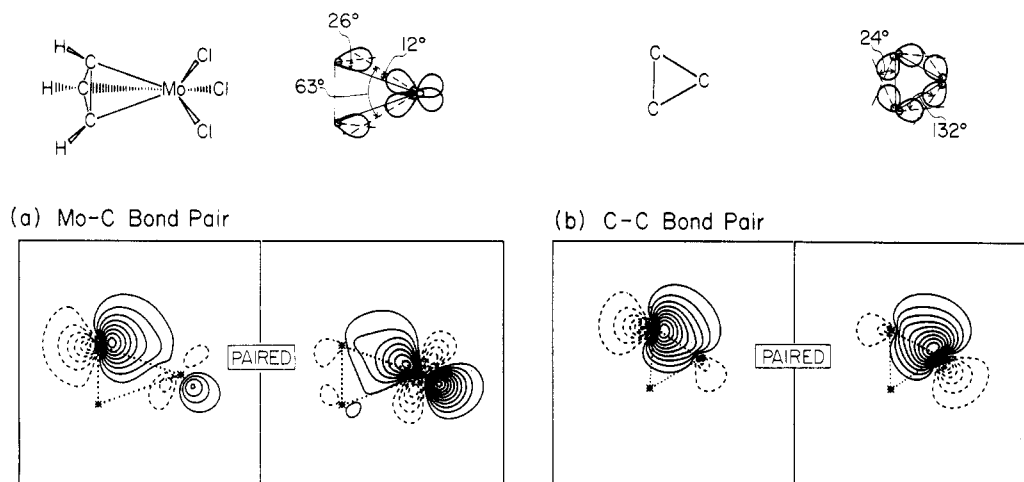 H
C
Cl
H
C
Mo
Cl
C
Cl
H
26°
12°
63°
C
C
C
24°
132°
(a) Mo-C Bond Pair
(b) C-C Bond Pair
PAIRED
PAIRED